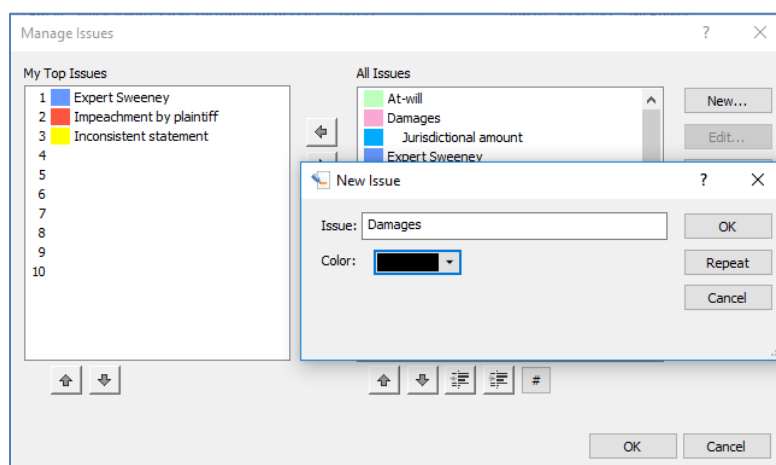 Manage Issues
?
My Top Issues
1 Expert Sweeney
2 Impeachment by plaintiff
3 Inconsistent statement
4
5
6
7
8
9
10
All Issues
At-will
Damages
Jurisdictional amount
Expert Sweeney
New...
Edit...
New Issue
?
Issue: Damages
Color:
OK
Repeat
Cancel
#
OK
Cancel